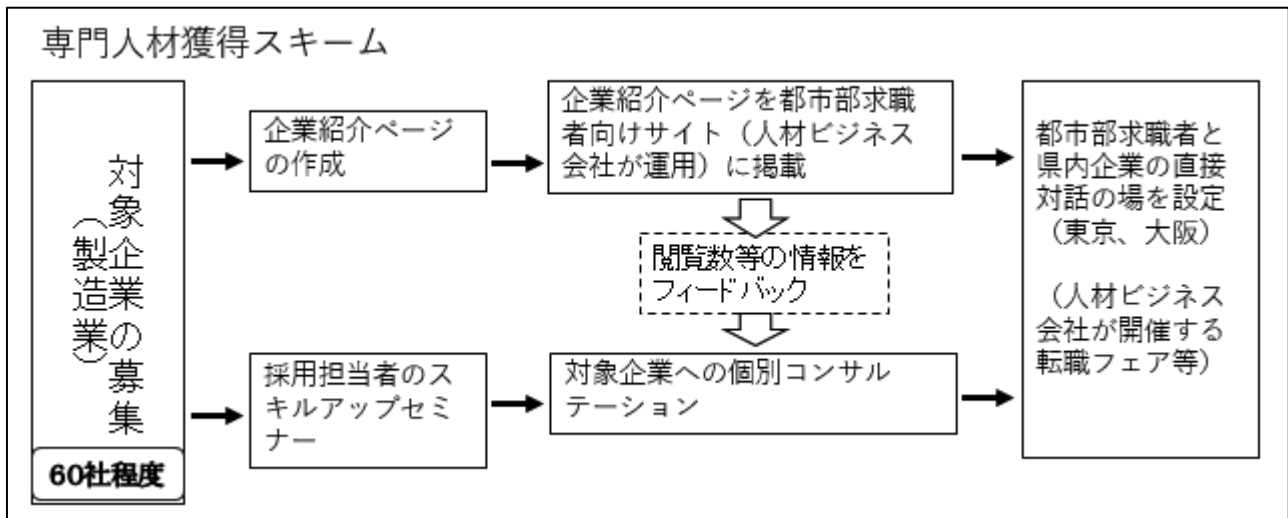 専門人材獲得スキーム
対象企業の募集
（製造業）
60社程度
企業紹介ページ
の作成
企業紹介ページを都市部求職
者向けサイト（人材ビジネス
会社が運用）に掲載
閲覧数等の情報を
フィードバック
採用担当者のス
キルアップセミ
ナー
対象企業への個別コンサル
テーション
都市部求職者と
県内企業の直接
対話の場を設定
（東京、大阪）
（人材ビジネス
会社が開催する
転職フェア等）